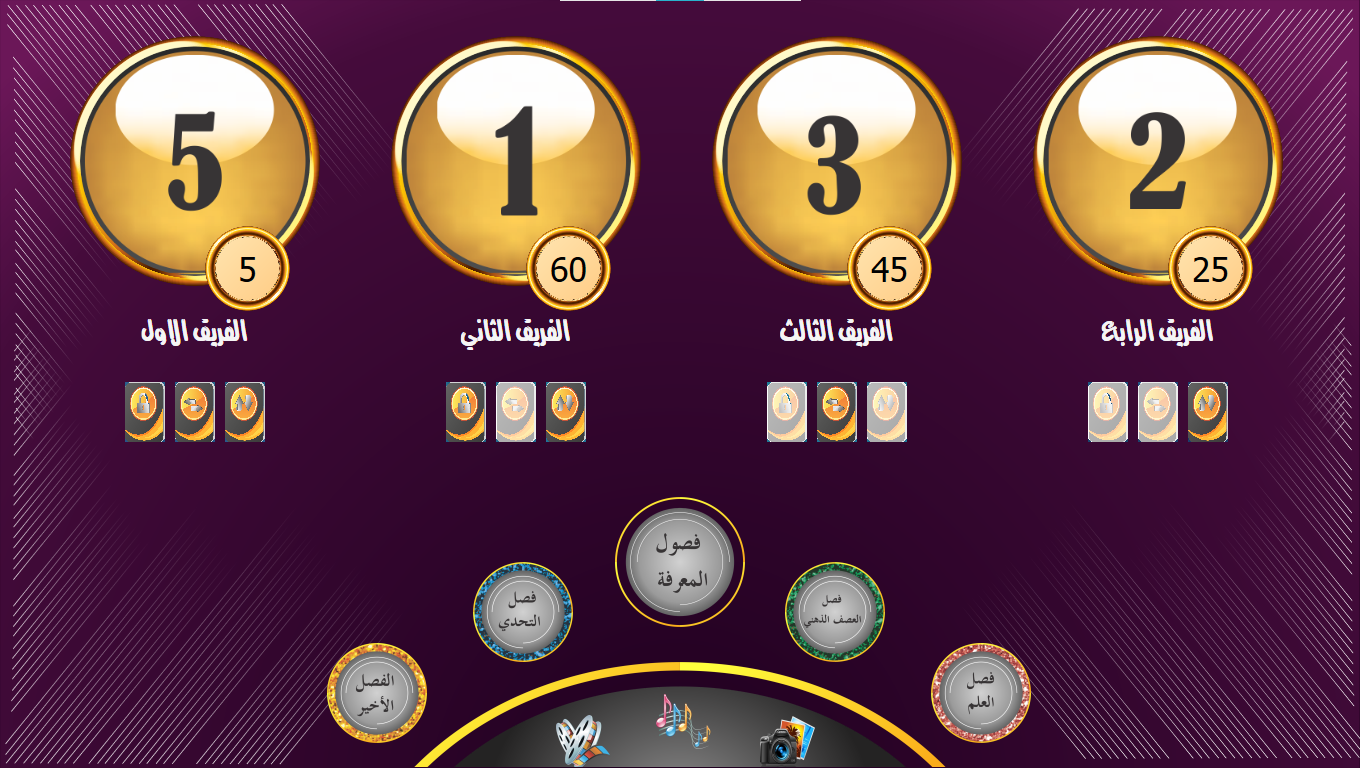 5
1
3
2
5
60
45
25
الفريق الاول
الفريق الثاني
الفريق الثالث
الفريق الرابع
فصول
المعرفة
فصل
التحدي
فصل
العصف الذهني
الفصل
الأخير
فصل
العلم